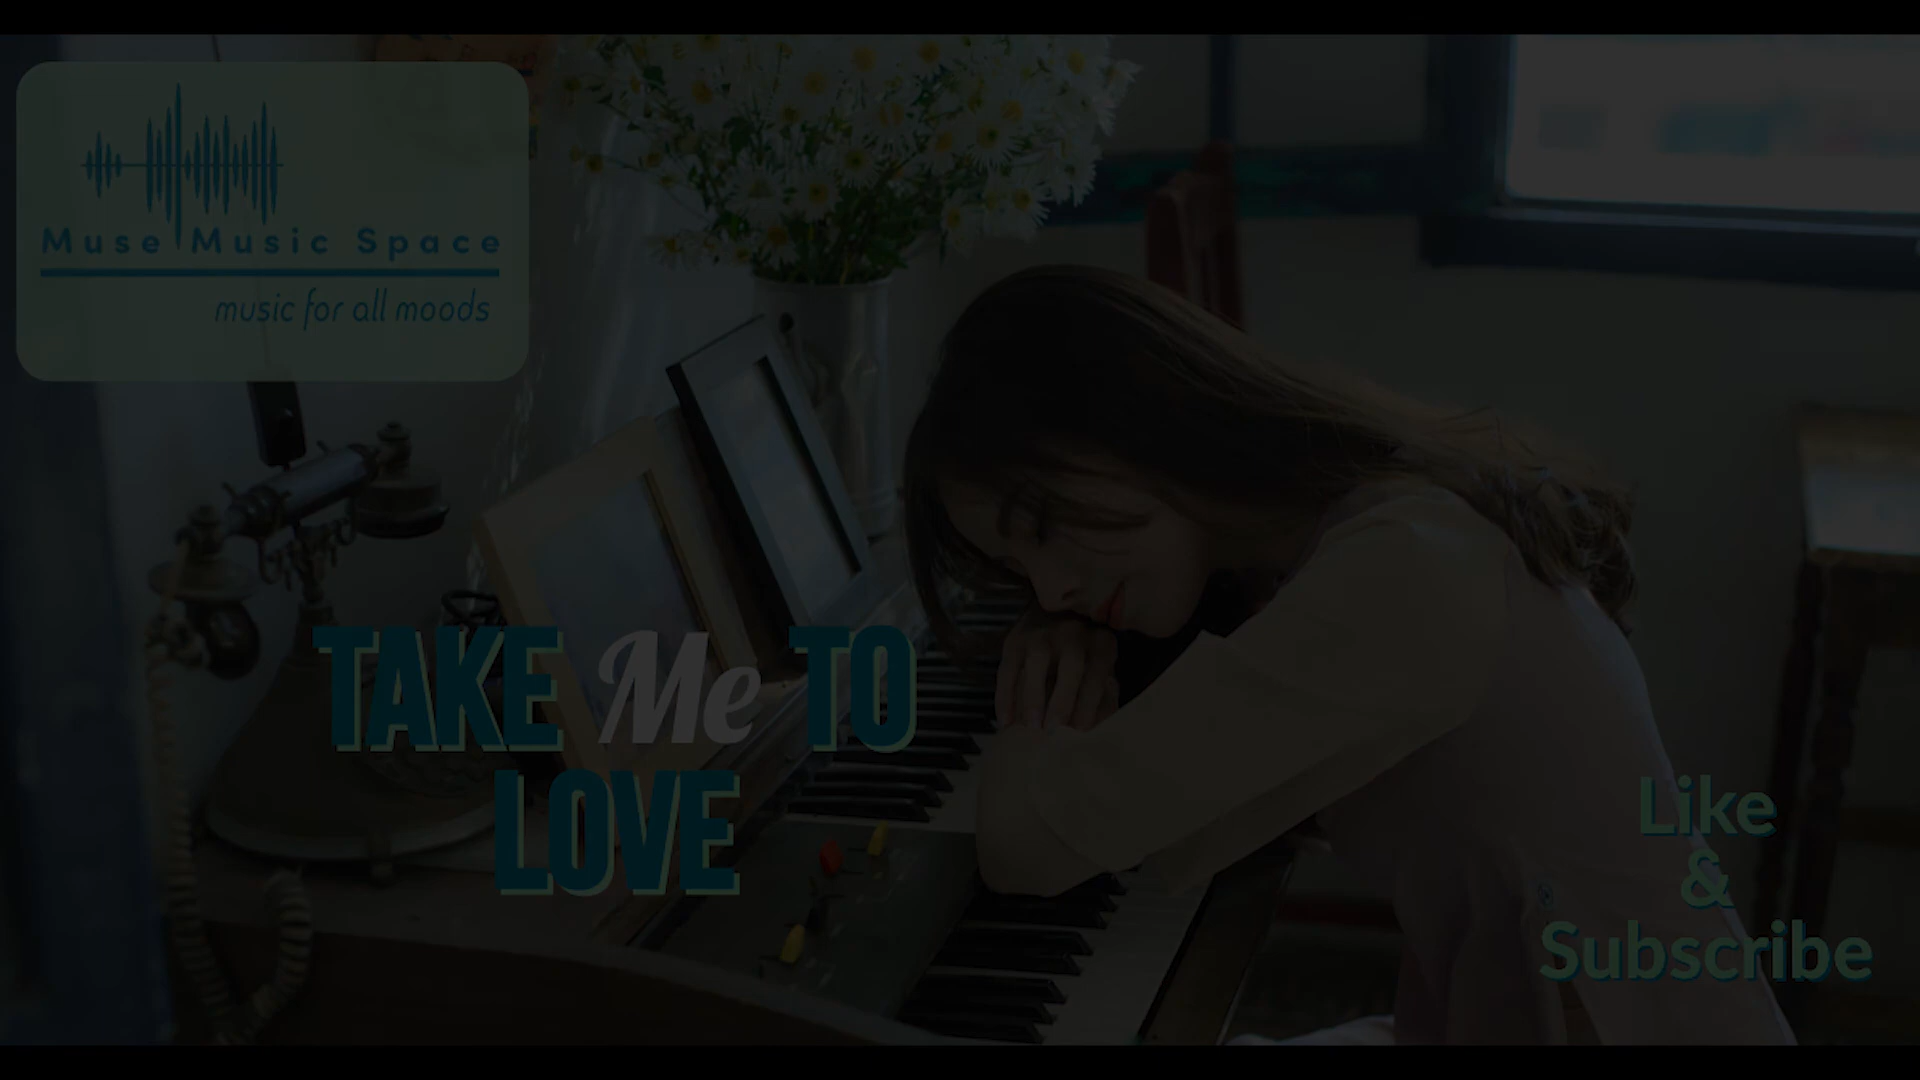 Muse Music Space
music for all moods
TAKE Me TO
LOVE
Like
&
Subscribe